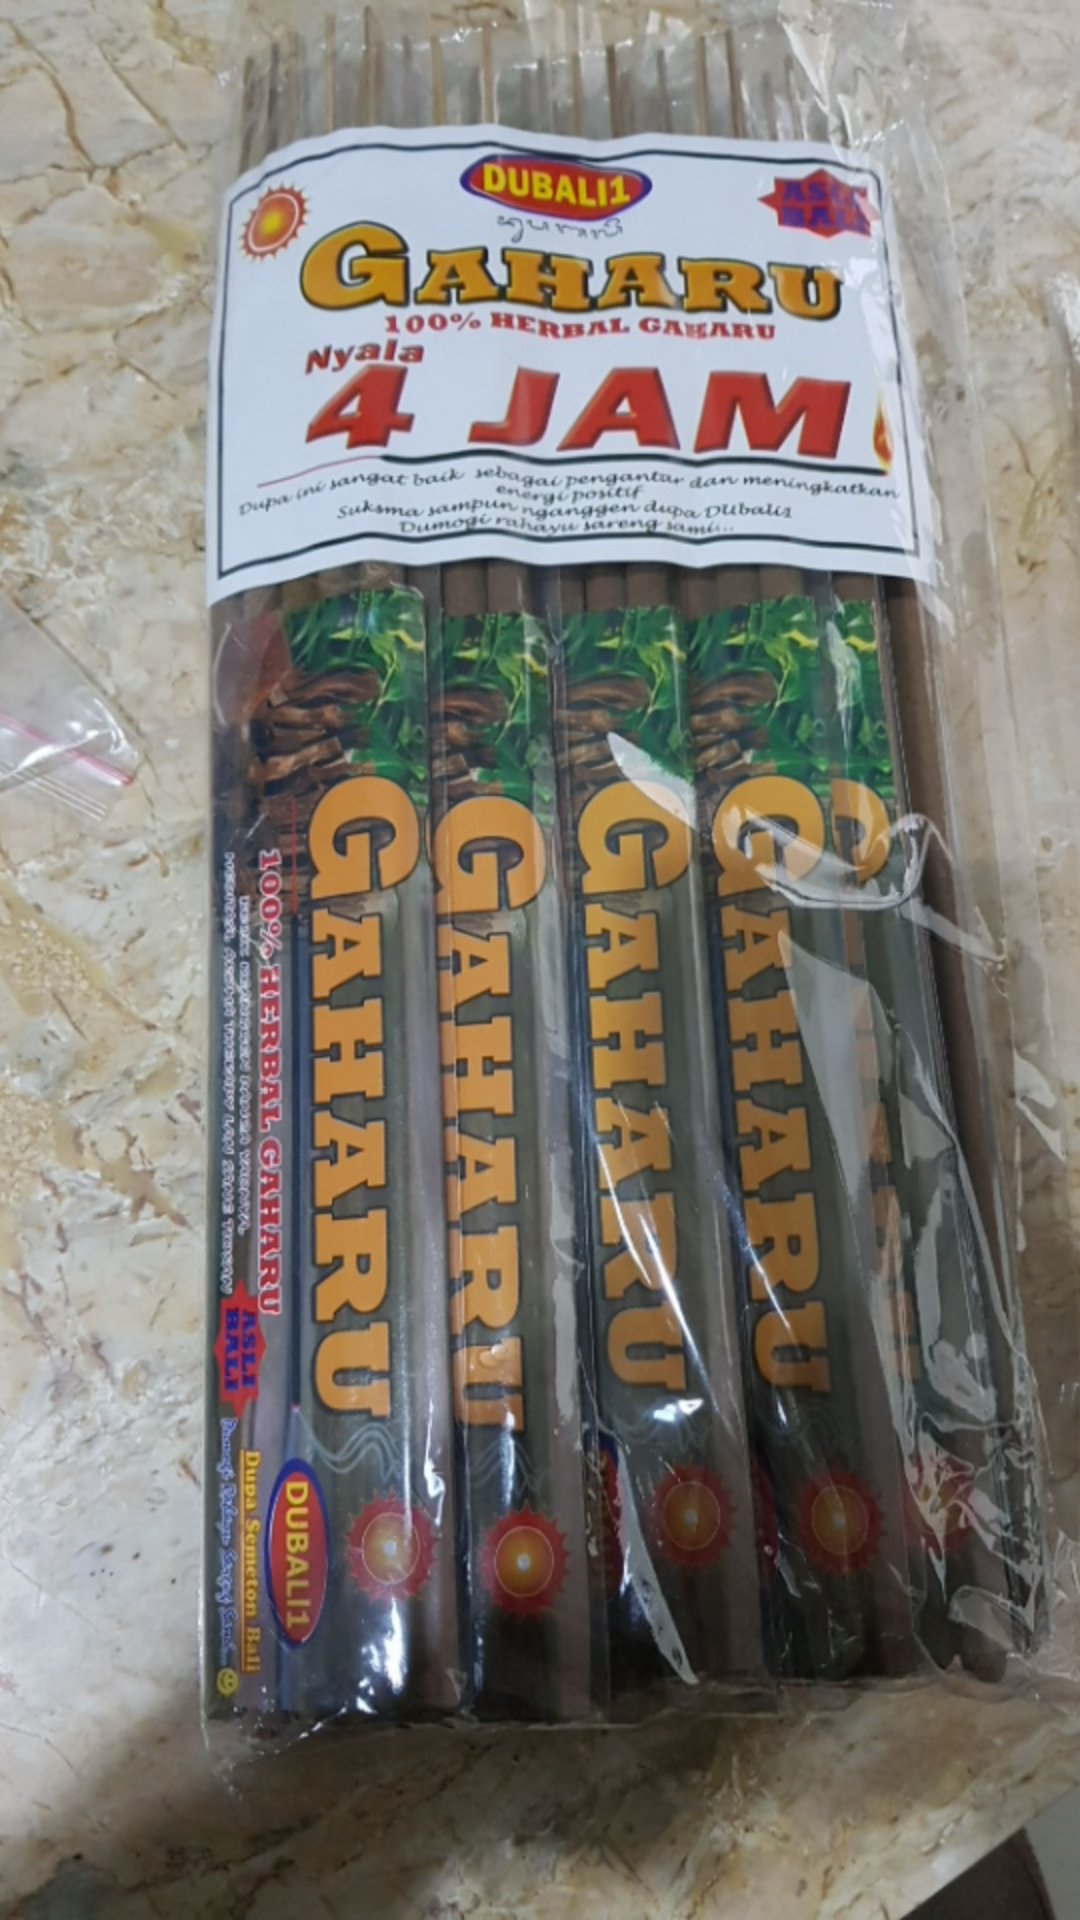 DUBALI1
ASLI
BALI
GAHARU
100% HERBAL GAHARU
Nyala
4 JAM
Dupa ini sangat baik sebagai pengantar dan meningkatkan
energi positif
Suksma sampun nganggen dupa DUbali1
Dumogi rahayu sareng sami...
GAHARU
GAHARU
GAHARU
GAHARU
100% HERBAL GAHARU
ASLI
BALI
DUBALI1
Dupa Semeton Bali